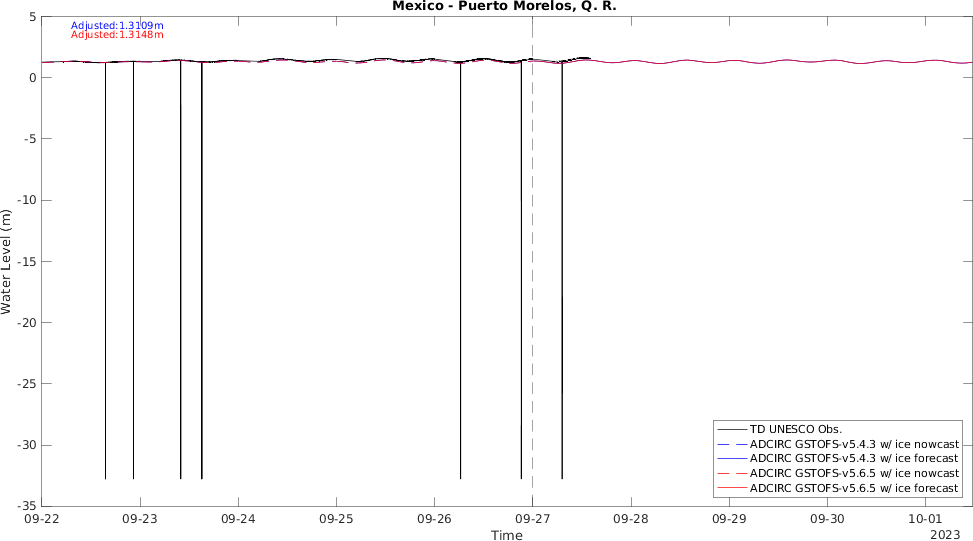 Mexico - Puerto Morelos, Q. R.
Adjusted:1.3109m
Adjusted:1.3148m
5
0
-5
-10
-15
-20
-25
-30
-35
Water Level (m)
TD UNESCO Obs.
ADCIRC GSTOFS-v5.4.3 w/ ice nowcast
ADCIRC GSTOFS-v5.4.3 w/ ice forecast
ADCIRC GSTOFS-v5.6.5 w/ ice nowcast
ADCIRC GSTOFS-v5.6.5 w/ ice forecast
09-22 09-23 09-24 09-25 09-26 09-27 09-28 09-29 09-30 10-01
Time
2023